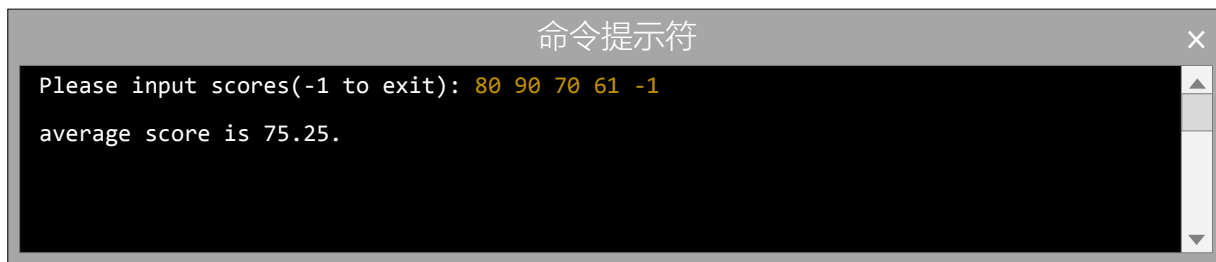 命令提示符
Please input scores(-1 to exit): 80 90 70 61 -1
average score is 75.25.